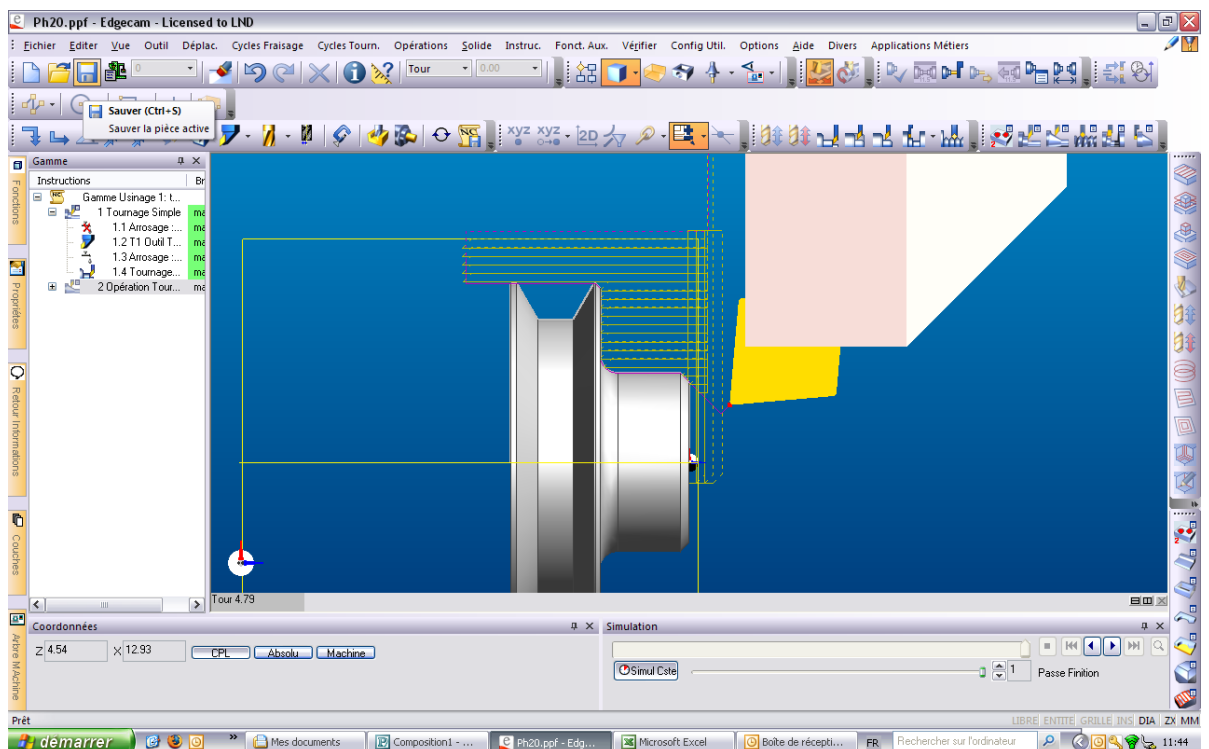 Ph20.ppf - Edgecam - Licensed to LND
Fichier Editer Vue Outil Déplac. Cycles Fraisage Cycles Tourn. Opérations Solide Instruc. Fonct. Aux. Vérifier Config Util. Options Aide Divers Applications Métiers
0 Tour 0.00
Sauver (Ctrl+S)
Sauver la pièce active
xyz xyz 2D
Gamme
Instructions Br
Gamme Usinage 1: t...
1 Tournage Simple ma
1.1 Arrosage :... ma
1.2 T1 Outil T... ma
1.3 Arrosage :... ma
1.4 Tournage... ma
2 Opération Tour... ma
Fonctions
Propriétés
Retour Informations
Couches
Arbre MAchine
Tour 4.79
Coordonnées
Z 4.54 X 12.93 CPL Absolu Machine
Simulation
Simul Cste 1 Passe Finition
Prêt
LIBRE ENTITE GRILLE INS DIA ZX MM
démarrer Mes documents Composition1 - ... Ph20.ppf - Edg... Microsoft Excel Boîte de récepti... FR Rechercher sur l'ordinateur 11:44